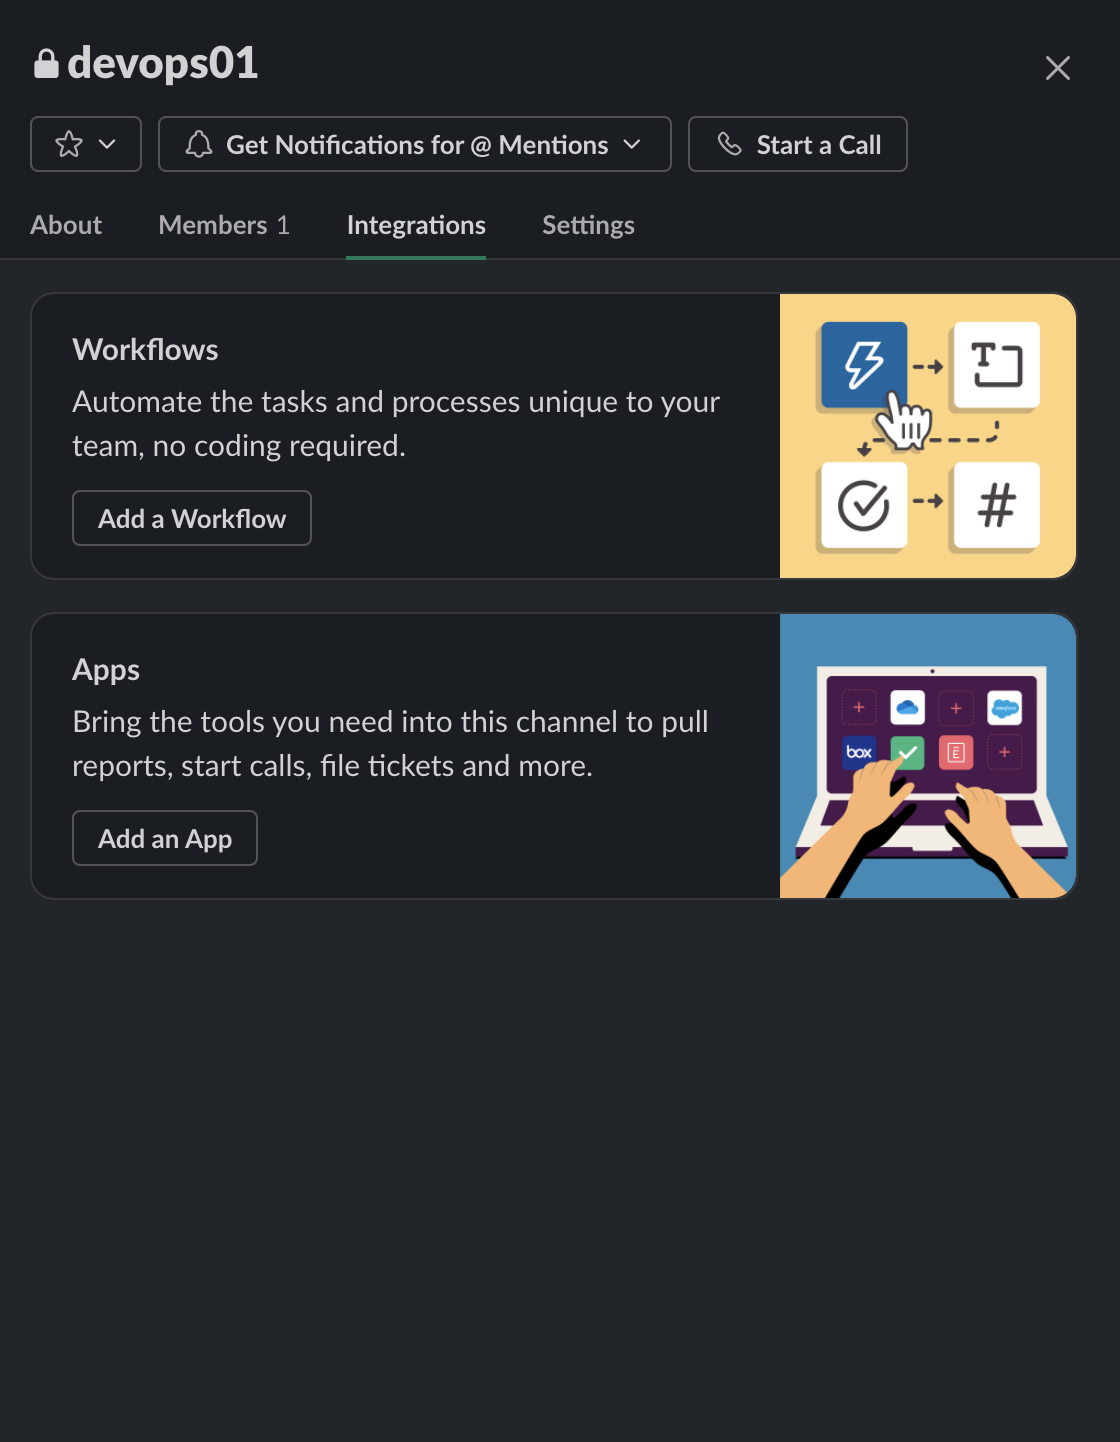 devops01
Get Notifications for @ Mentions
Start a Call
About
Members 1
Integrations
Settings
Workflows
Automate the tasks and processes unique to your
team, no coding required.
Add a Workflow
T
#
Apps
Bring the tools you need into this channel to pull
reports, start calls, file tickets and more.
Add an App
salesforce
box
E